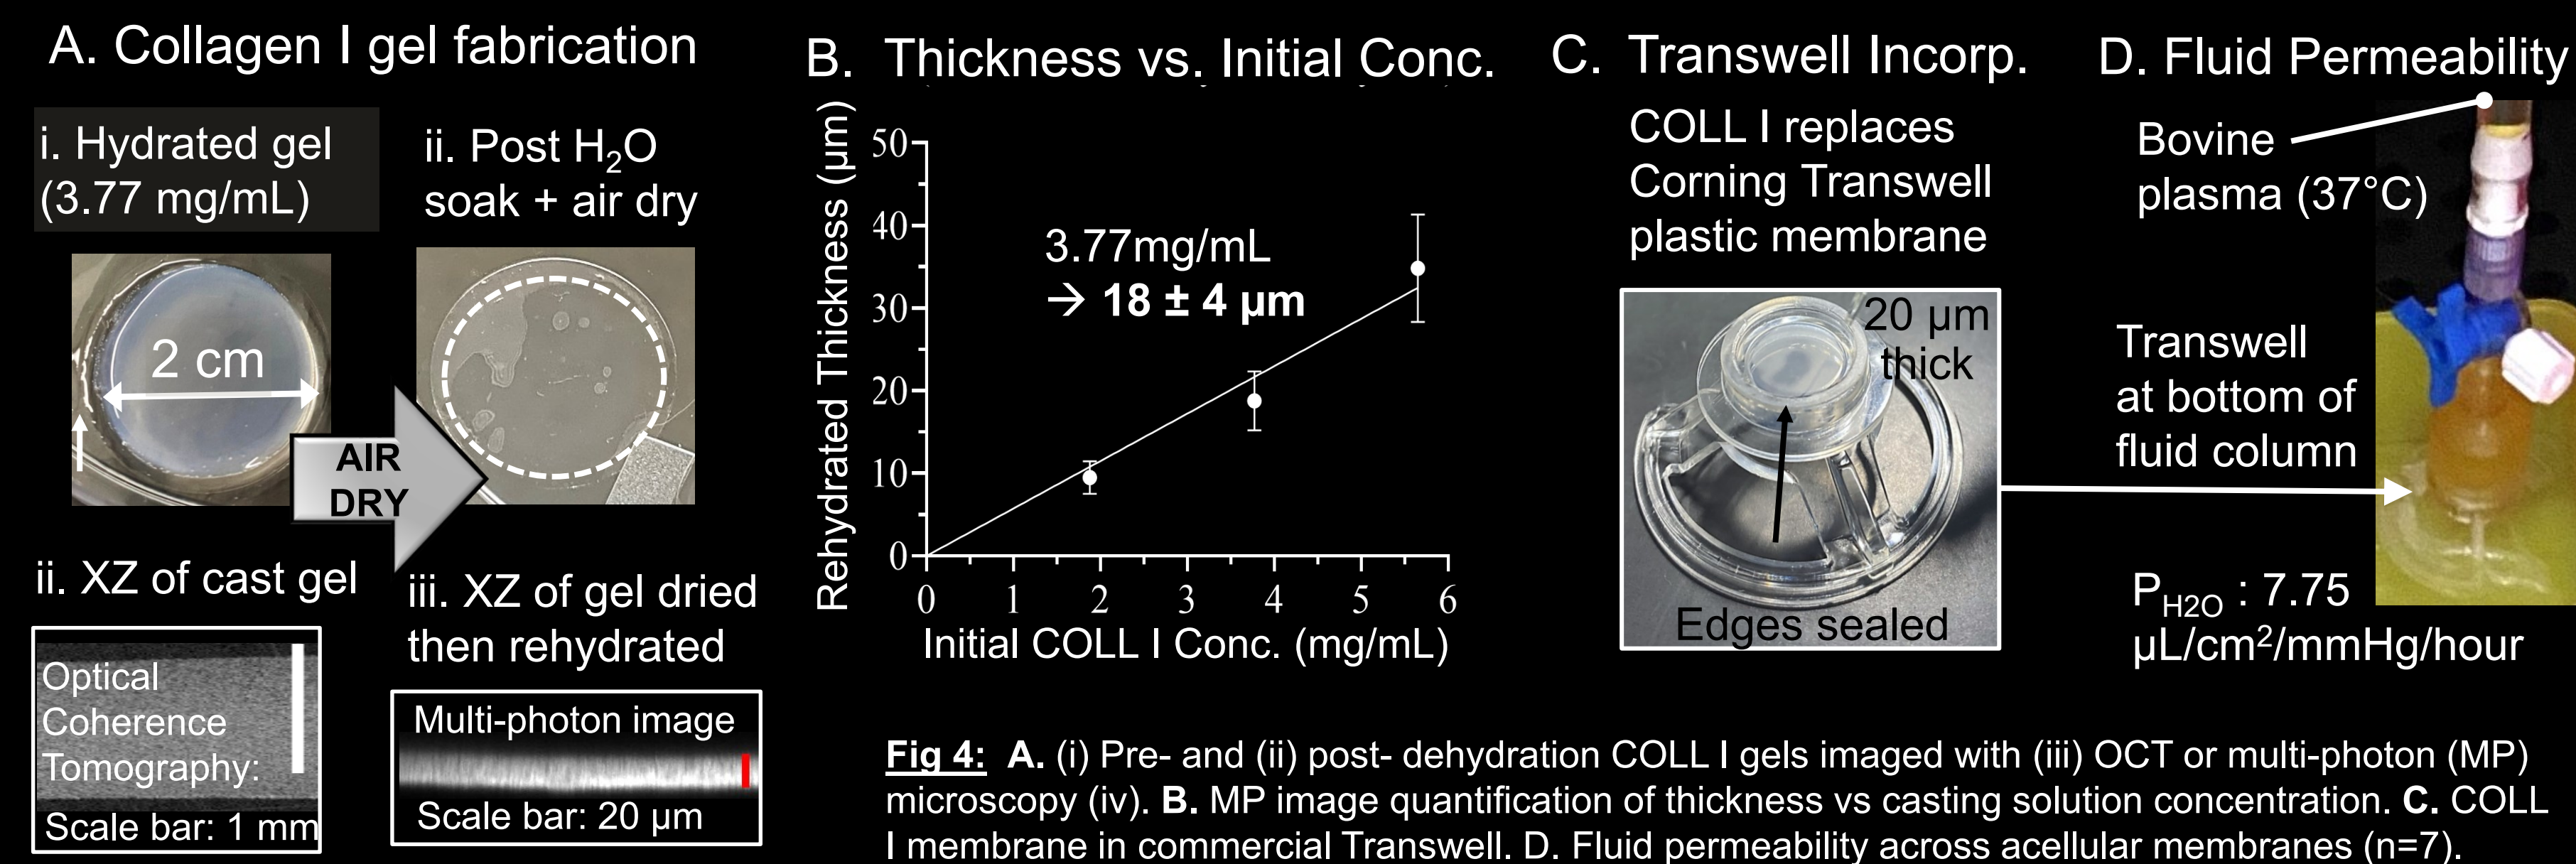 A. Collagen I gel fabrication
i. Hydrated gel
(3.77 mg/mL)
ii. Post H₂O
soak + air dry
2 cm
AIR
DRY
ii. XZ of cast gel
Optical
Coherence
Tomography:
Scale bar: 1 mm
iii. XZ of gel dried
then rehydrated
Multi-photon image
Scale bar: 20 µm
B. Thickness vs. Initial Conc.
Rehydrated Thickness (µm)
50
40
30
20
10
0
3.77mg/mL
→ 18 ± 4 µm
0 1 2 3 4 5 6
Initial COLL I Conc. (mg/mL)
C. Transwell Incorp.
COLL I replaces
Corning Transwell
plastic membrane
20 µm
thick
Edges sealed
D. Fluid Permeability
Bovine
plasma (37°C)
Transwell
at bottom of
fluid column
P_H2O : 7.75
µL/cm²/mmHg/hour
Fig 4: A. (i) Pre- and (ii) post- dehydration COLL I gels imaged with (iii) OCT or multi-photon (MP)
microscopy (iv). B. MP image quantification of thickness vs casting solution concentration. C. COLL
I membrane in commercial Transwell. D. Fluid permeability across acellular membranes (n=7).